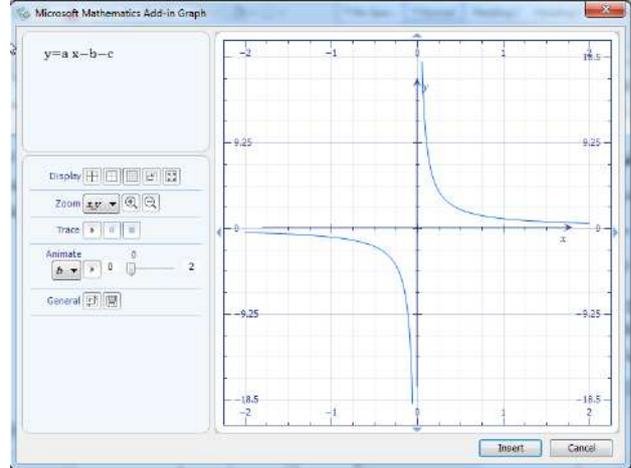 Microsoft Mathematics Add-in Graph
y=a x−b−c
Display
Zoom x,y
Trace
Animate
b 0 0 2
General
-2 -1 0 1 2
18.5
9.25 9.25
y
0 0
x
-9.25 -9.25
-18.5 -18.5
-2 -1 0 1 2
Insert Cancel